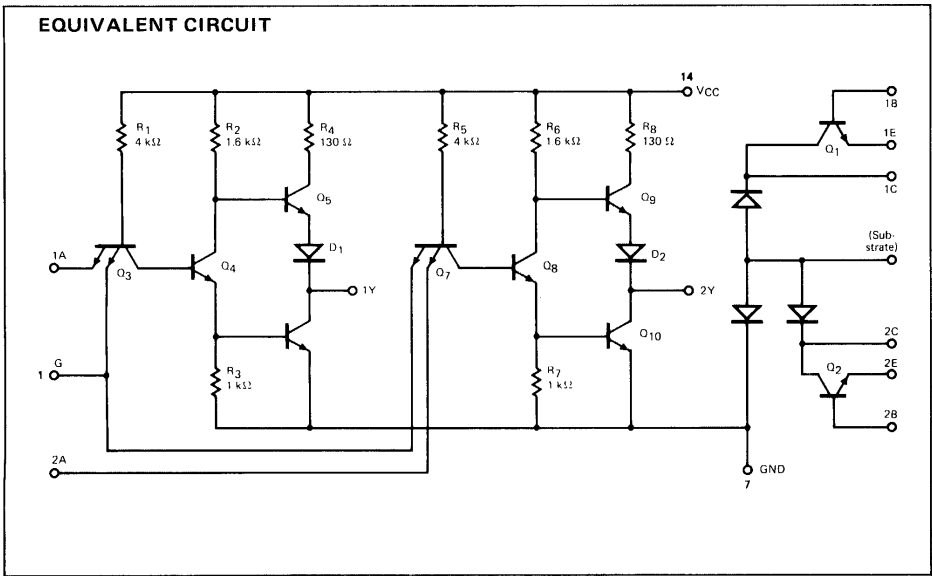 EQUIVALENT CIRCUIT
14
VCC
1B
R1
4 kΩ
R2
1.6 kΩ
R4
130 Ω
R5
4 kΩ
R6
1.6 kΩ
R8
130 Ω
Q1
1E
1C
Q5
Q9
(Sub-
strate)
1A
Q3
Q4
D1
Q7
Q8
D2
1Y
2Y
Q10
2C
G
1
R3
1 kΩ
R7
1 kΩ
Q2
2E
2B
2A
GND
7